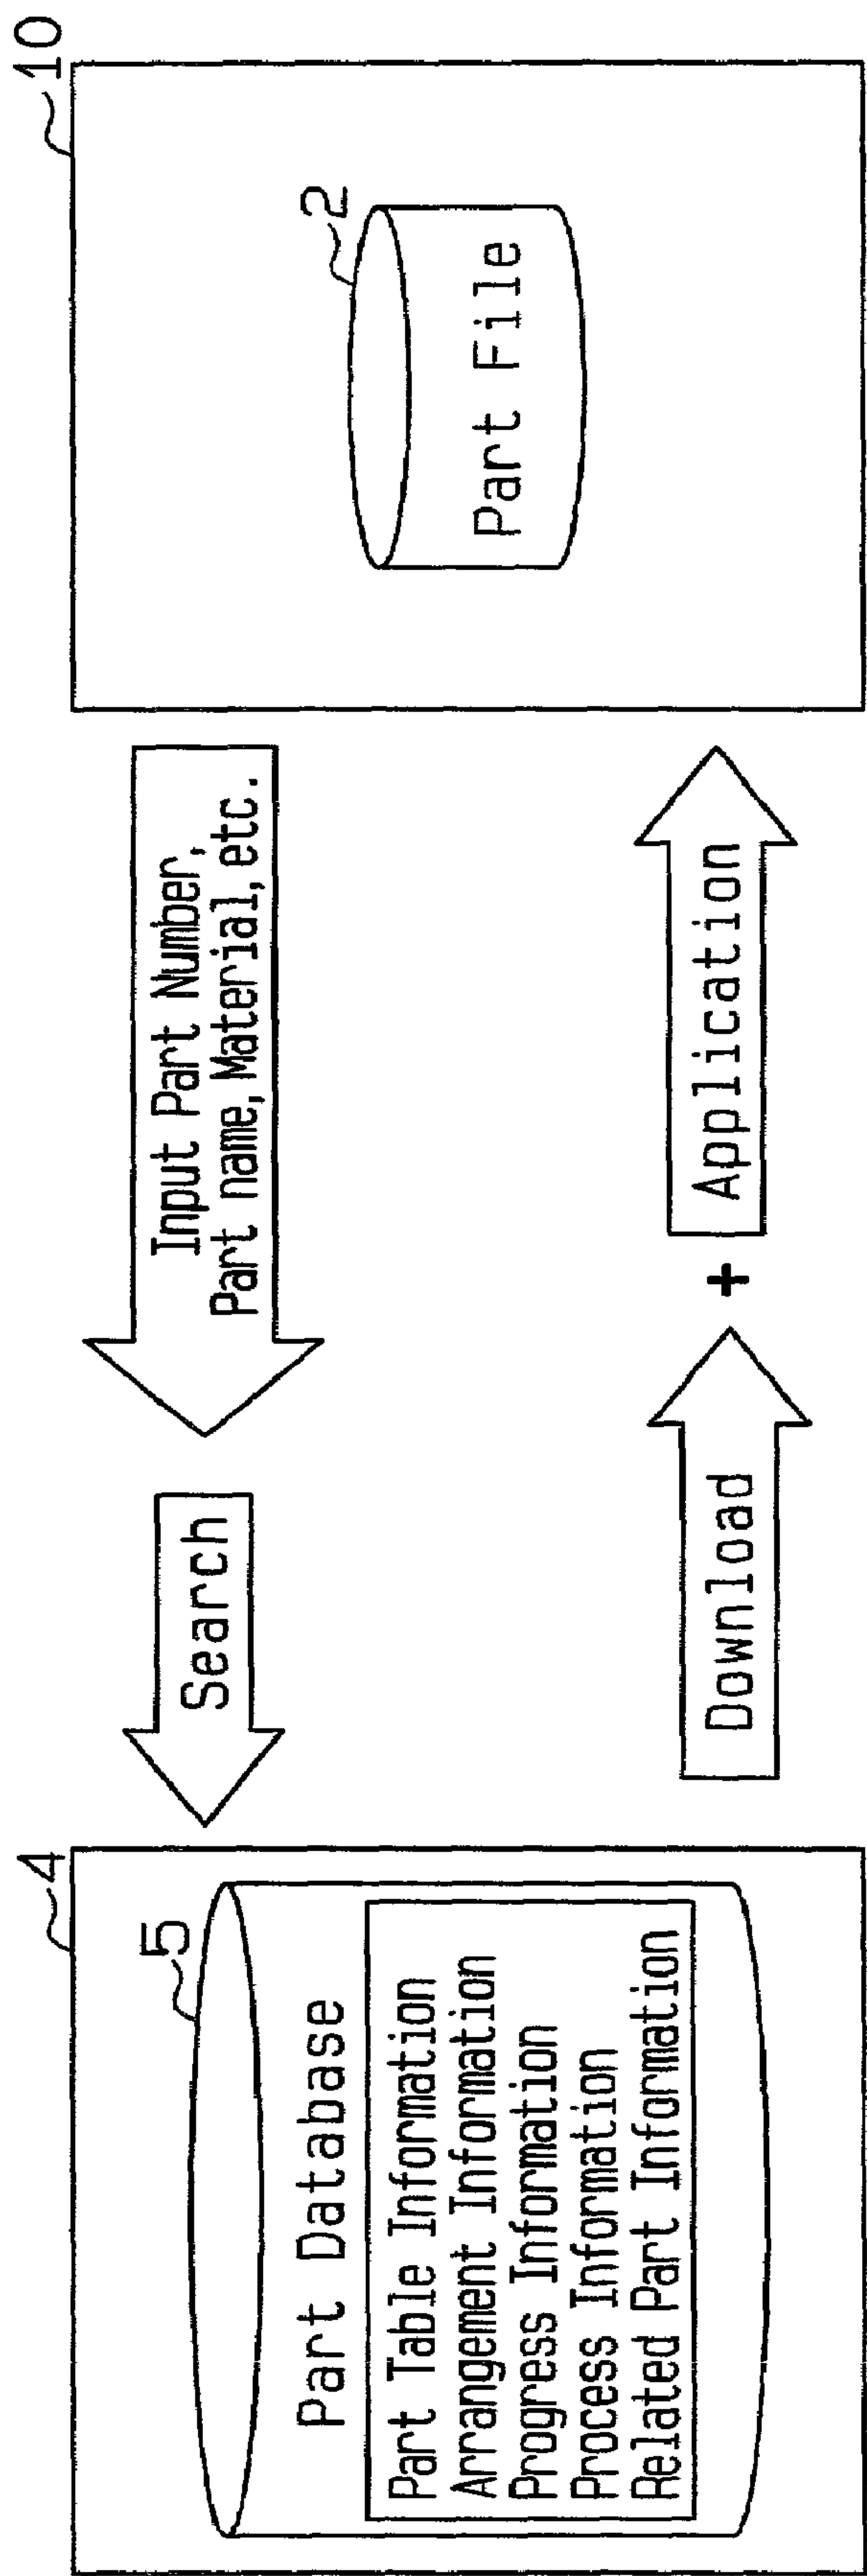 4
5
Part Database
Part Table Information
Arrangement Information
Progress Information
Process Information
Related Part Information
Search
Input Part Number,
Part name, Material, etc.
Download
+
Application
10
2
Part File